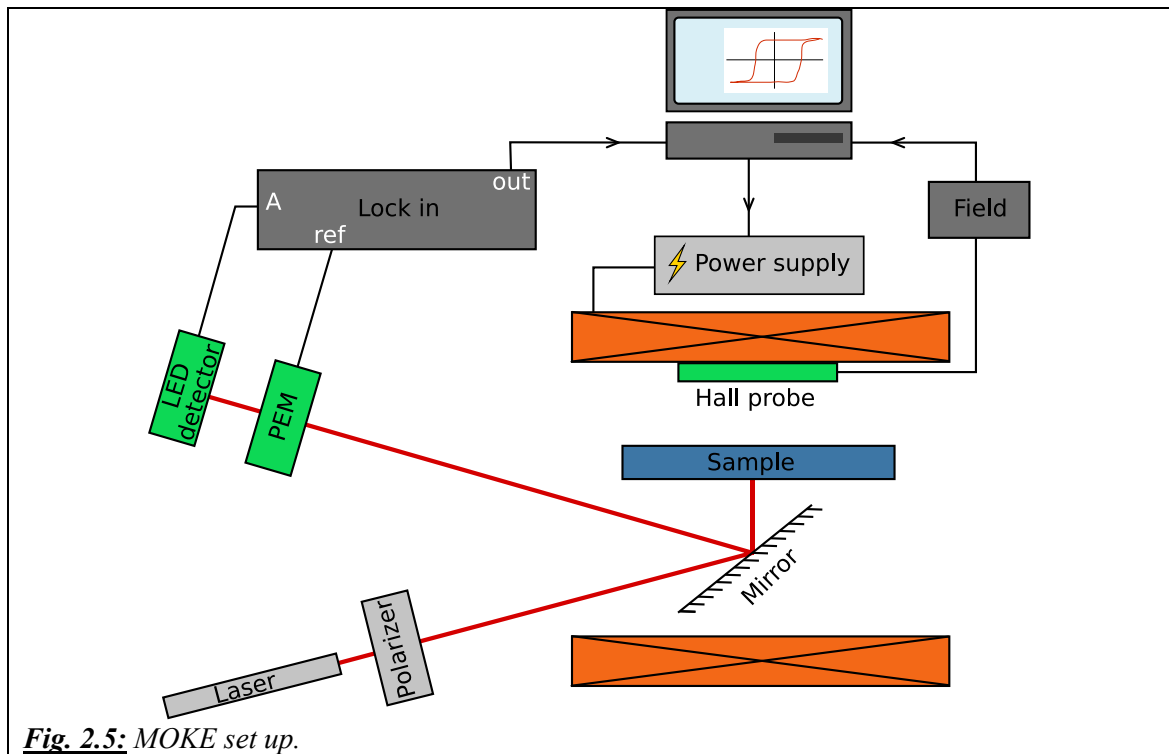 out
A
Lock in
ref
Field
Power supply
Hall probe
LED
detector
PEM
Sample
Mirror
Polarizer
Laser
Fig. 2.5: MOKE set up.